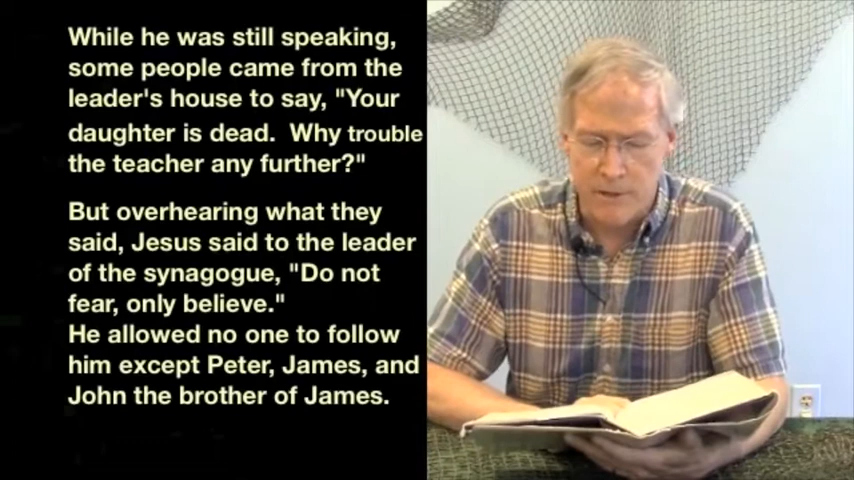 While he was still speaking,
some people came from the
leader's house to say, "Your
daughter is dead.  Why trouble
the teacher any further?"
But overhearing what they
said, Jesus said to the leader
of the synagogue, "Do not
fear, only believe."
He allowed no one to follow
him except Peter, James, and
John the brother of James.